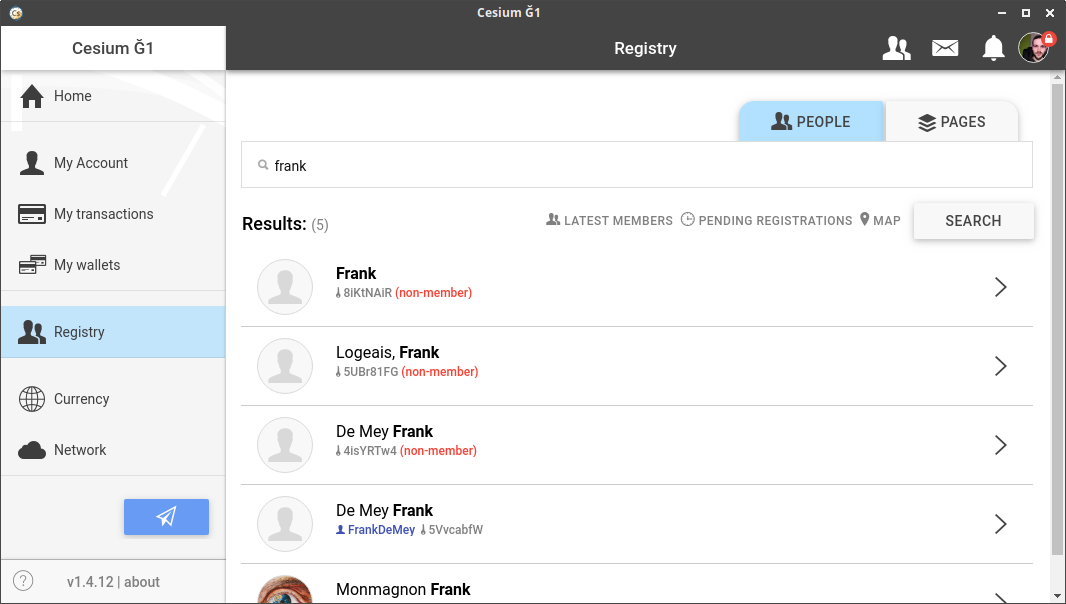 Cesium Ğ1
Cesium Ğ1
Registry
Home
My Account
My transactions
My wallets
Registry
Currency
Network
? v1.4.12 | about
PEOPLE
PAGES
frank
Results: (5)
LATEST MEMBERS PENDING REGISTRATIONS MAP SEARCH
Frank
8iKtNAiR (non-member)
Logeais, Frank
5UBr81FG (non-member)
De Mey Frank
4isYRTw4 (non-member)
De Mey Frank
FrankDeMey 5VvcabfW
Monmagnon Frank